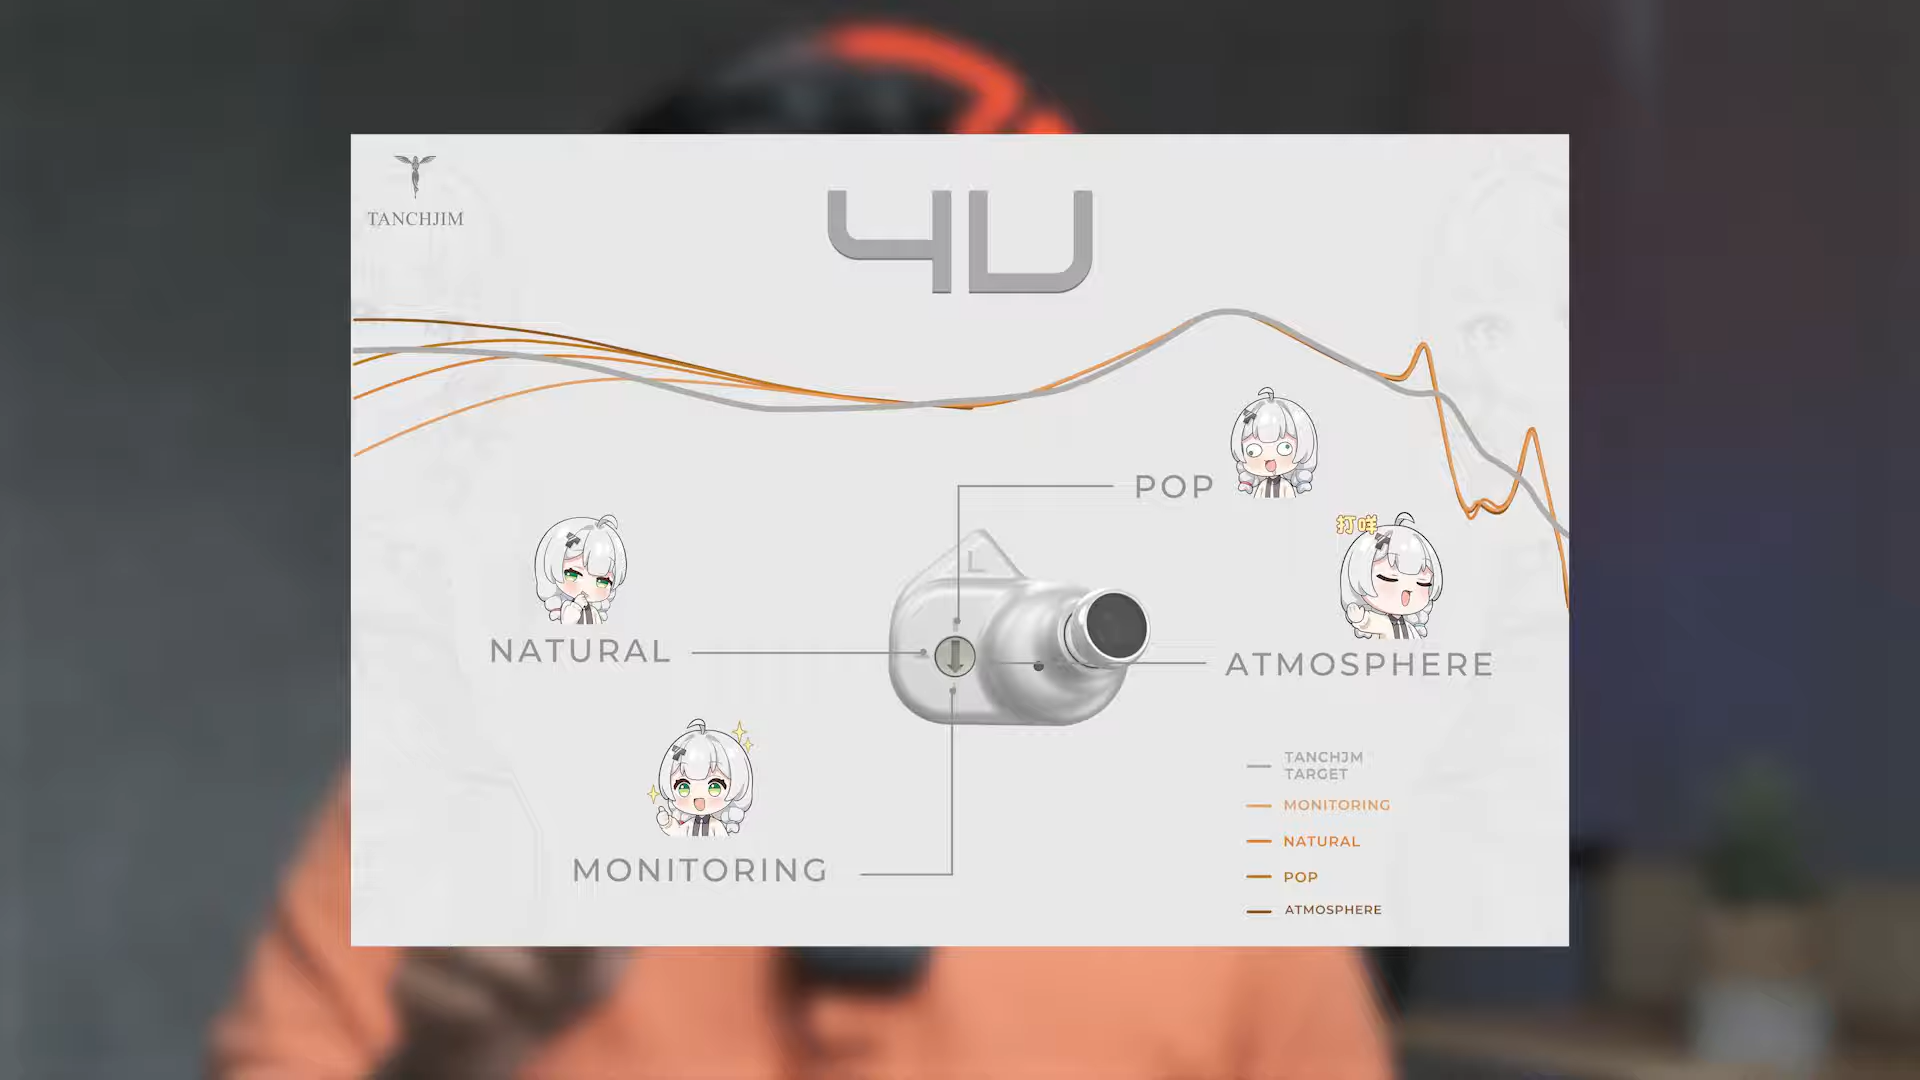 TANCHJIM
4U
POP
打咩
NATURAL
ATMOSPHERE
MONITORING
L
TANCHJM
TARGET
MONITORING
NATURAL
POP
ATMOSPHERE